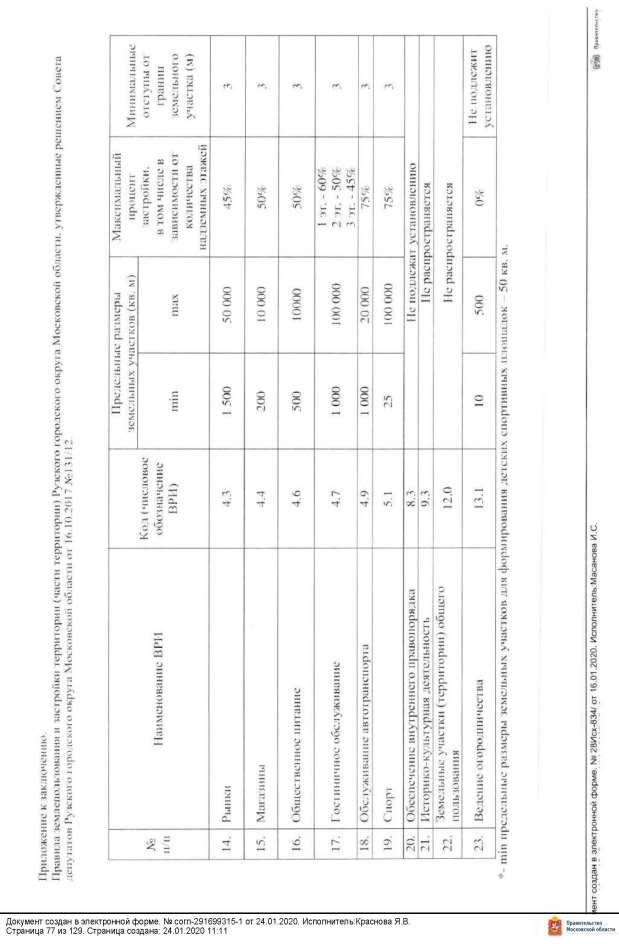 Приложение к заключению.
Правила землепользования и застройки территории (части территории) Рузского городского округа Московской области, утвержденные решением Совета
депутатов Рузского городского округа Московской области от 16.10.2017 №131/12
№ п/п | Наименование ВРИ | Код (числовое обозначение ВРИ) | Предельные размеры земельных участков (кв. м) min | max | Максимальный процент застройки, в том числе в зависимости от количества надземных этажей | Минимальные отступы от границ земельного участка (м)
14. | Рынки | 4.3 | 1 500 | 50 000 | 45% | 3
15. | Магазины | 4.4 | 200 | 10 000 | 50% | 3
16. | Общественное питание | 4.6 | 500 | 10000 | 50% | 3
17. | Гостиничное обслуживание | 4.7 | 1 000 | 100 000 | 1 эт. - 60% 2 эт. - 50% 3 эт. - 45% | 3
18. | Обслуживание автотранспорта | 4.9 | 1 000 | 20 000 | 75% | 3
19. | Спорт | 5.1 | 25 | 100 000 | 75% | 3
20. | Обеспечение внутреннего правопорядка | 8.3 | Не подлежат установлению
21. | Историко-культурная деятельность | 9.3 | Не распространяется
22. | Земельные участки (территории) общего пользования | 12.0 | Не распространяется
23. | Ведение огородничества | 13.1 | 10 | 500 | 0% | Не подлежит установлению
*- min предельные размеры земельных участков для формирования детских спортивных площадок – 50 кв. м.
мент создан в электронной форме. № 28Исх-834/ от 16.01.2020. Исполнитель:Масанова И.С.
Правительство
Документ создан в электронной форме. № corn-291699315-1 от 24.01.2020. Исполнитель:Краснова Я.В.
Страница 77 из 129. Страница создана: 24.01.2020 11:11
Правительство
Московской области